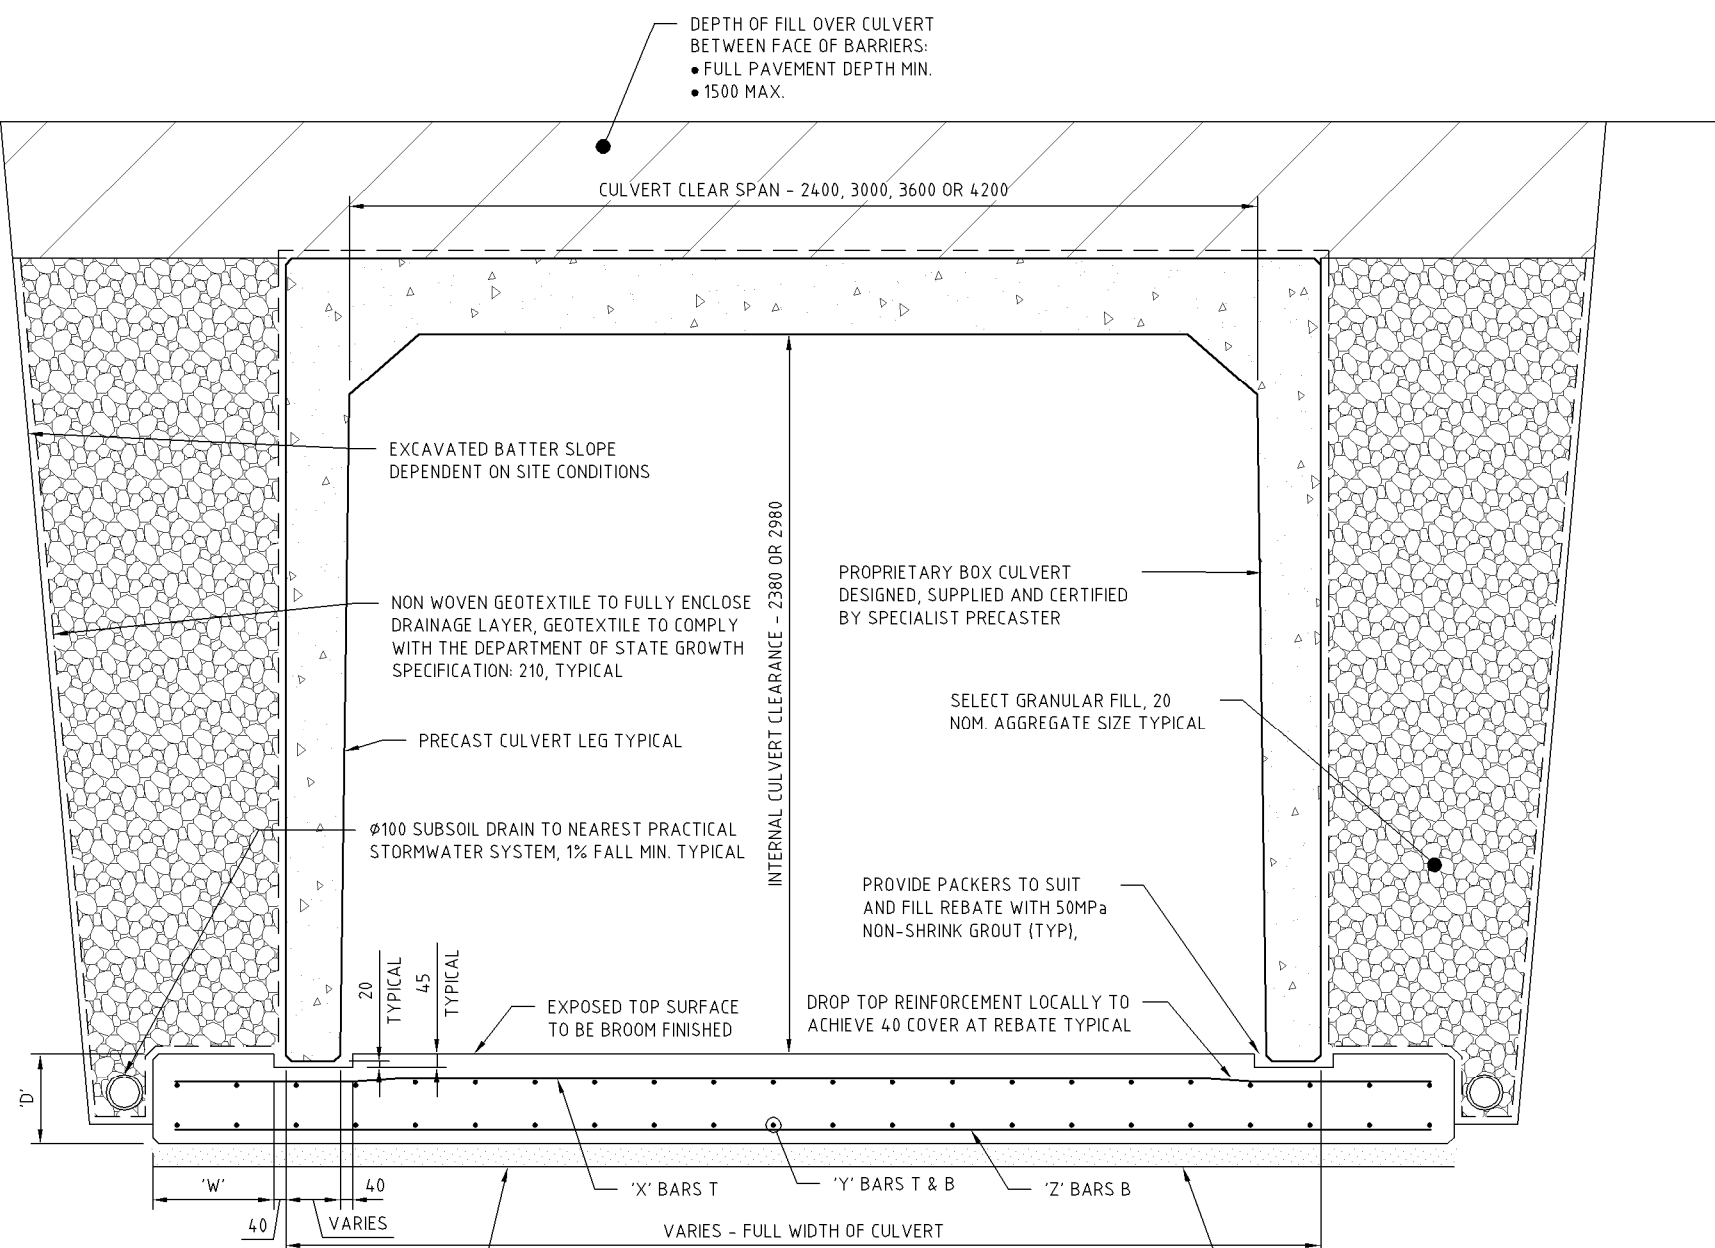 DEPTH OF FILL OVER CULVERT
BETWEEN FACE OF BARRIERS:
• FULL PAVEMENT DEPTH MIN.
• 1500 MAX.
CULVERT CLEAR SPAN - 2400, 3000, 3600 OR 4200
EXCAVATED BATTER SLOPE
DEPENDENT ON SITE CONDITIONS
INTERNAL CULVERT CLEARANCE - 2380 OR 2980
PROPRIETARY BOX CULVERT
DESIGNED, SUPPLIED AND CERTIFIED
BY SPECIALIST PRECASTER
NON WOVEN GEOTEXTILE TO FULLY ENCLOSE
DRAINAGE LAYER, GEOTEXTILE TO COMPLY
WITH THE DEPARTMENT OF STATE GROWTH
SPECIFICATION: 210, TYPICAL
SELECT GRANULAR FILL, 20
NOM. AGGREGATE SIZE TYPICAL
PRECAST CULVERT LEG TYPICAL
Ø100 SUBSOIL DRAIN TO NEAREST PRACTICAL
STORMWATER SYSTEM, 1% FALL MIN. TYPICAL
PROVIDE PACKERS TO SUIT
AND FILL REBATE WITH 50MPa
NON-SHRINK GROUT (TYP),
20
TYPICAL
45
TYPICAL
EXPOSED TOP SURFACE
TO BE BROOM FINISHED
DROP TOP REINFORCEMENT LOCALLY TO
ACHIEVE 40 COVER AT REBATE TYPICAL
'D'
'W'
40
'X' BARS T
'Y' BARS T & B
'Z' BARS B
40
VARIES
VARIES - FULL WIDTH OF CULVERT